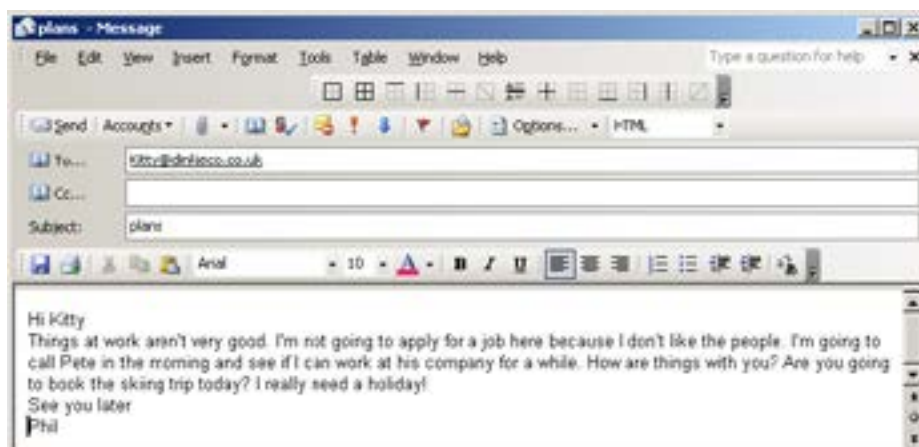 plans - Message
File Edit View Insert Format Tools Table Window Help Type a question for help
Send Accounts Options... HTML
To... Kitty@
Cc...
Subject: plans
Arial 10 A B I U
Hi Kitty
Things at work aren't very good. I'm not going to apply for a job here because I don't like the people. I'm going to
call Pete in the morning and see if I can work at his company for a while. How are things with you? Are you going
to book the skiing trip today? I really need a holiday!
See you later
Phil